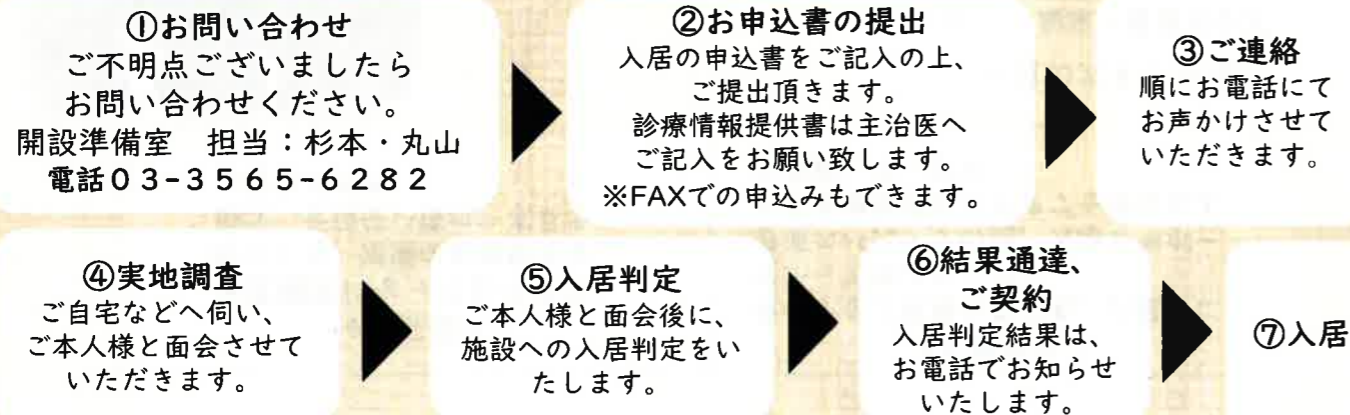 ①お問い合わせ
ご不明点ございましたら
お問い合わせください。
開設準備室　担当：杉本・丸山
電話０３-３５６５-６２８２
②お申込書の提出
入居の申込書をご記入の上、
ご提出頂きます。
診療情報提供書は主治医へ
ご記入をお願い致します。
※FAXでの申込みもできます。
③ご連絡
順にお電話にて
お声かけさせて
いただきます。
④実地調査
ご自宅などへ伺い、
ご本人様と面会させて
いただきます。
⑤入居判定
ご本人様と面会後に、
施設への入居判定をい
たします。
⑥結果通達、
ご契約
入居判定結果は、
お電話でお知らせ
いたします。
⑦入居